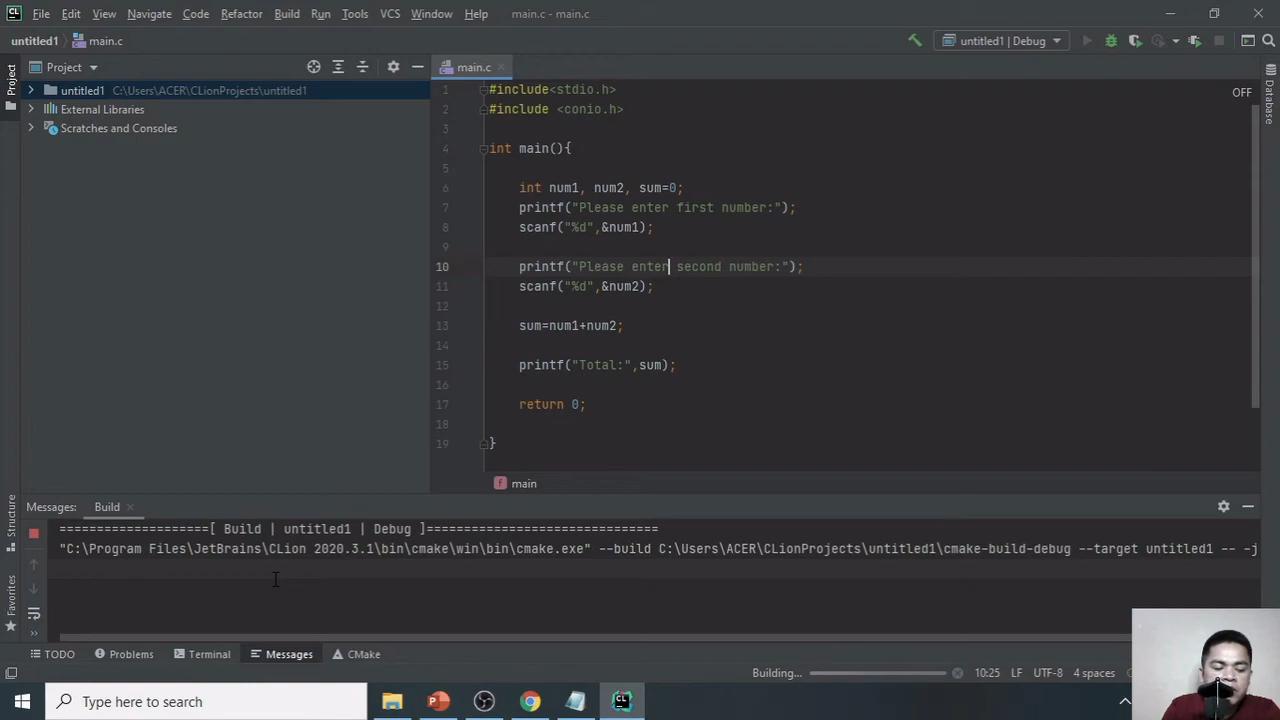 CL File Edit View Navigate Code Refactor Build Run Tools VCS Window Help main.c - main.c
untitled1 main.c untitled1 | Debug
Project
Project
main.c
untitled1 C:\Users\ACER\CLionProjects\untitled1
External Libraries
Scratches and Consoles
OFF
Database
1 #include<stdio.h>
2 #include <conio.h>
3
4 int main(){
5
6 int num1, num2, sum=0;
7 printf("Please enter first number:");
8 scanf("%d",&num1);
9
10 printf("Please enter second number:");
11 scanf("%d",&num2);
12
13 sum=num1+num2;
14
15 printf("Total:",sum);
16
17 return 0;
18
19 }
f main
Structure
Favorites
Messages: Build
====================[ Build | untitled1 | Debug ]===============================
"C:\Program Files\JetBrains\CLion 2020.3.1\bin\cmake\win\bin\cmake.exe" --build C:\Users\ACER\CLionProjects\untitled1\cmake-build-debug --target untitled1 -- -j
TODO Problems Terminal Messages CMake
Building... 10:25 LF UTF-8 4 spaces
Type here to search
CL